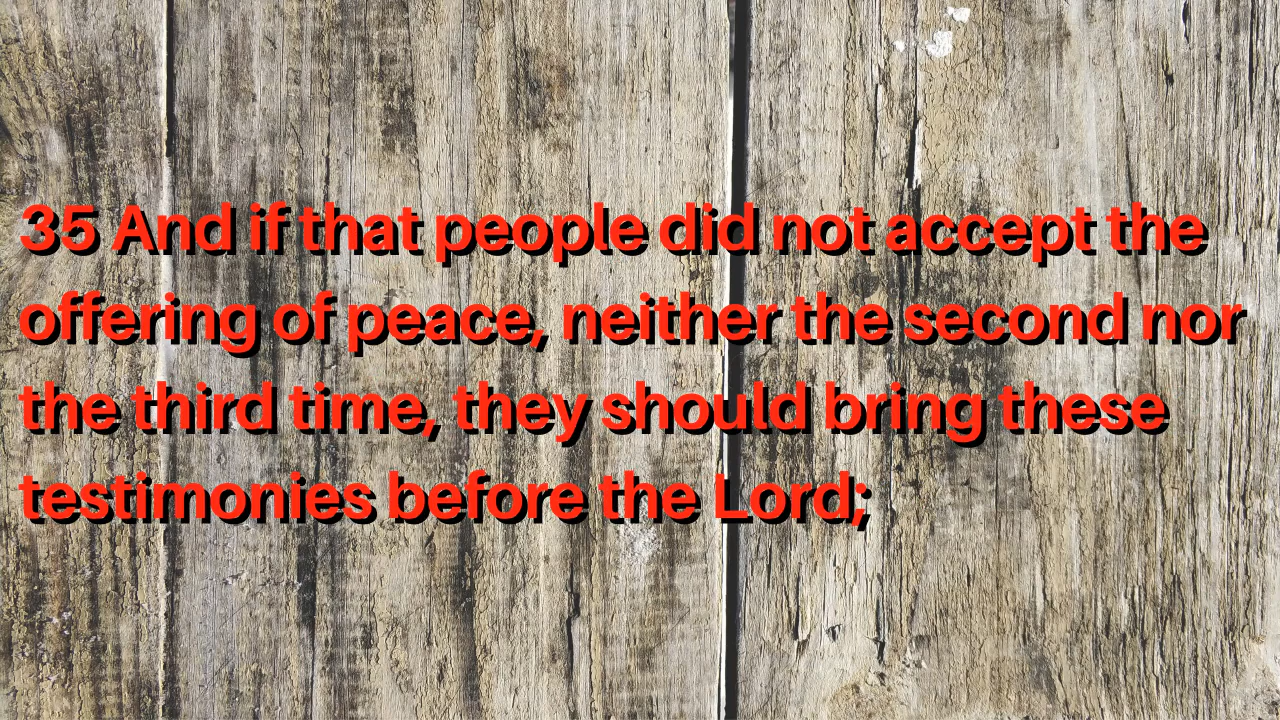 35 And if that people did not accept the
offering of peace, neither the second nor
the third time, they should bring these
testimonies before the Lord;